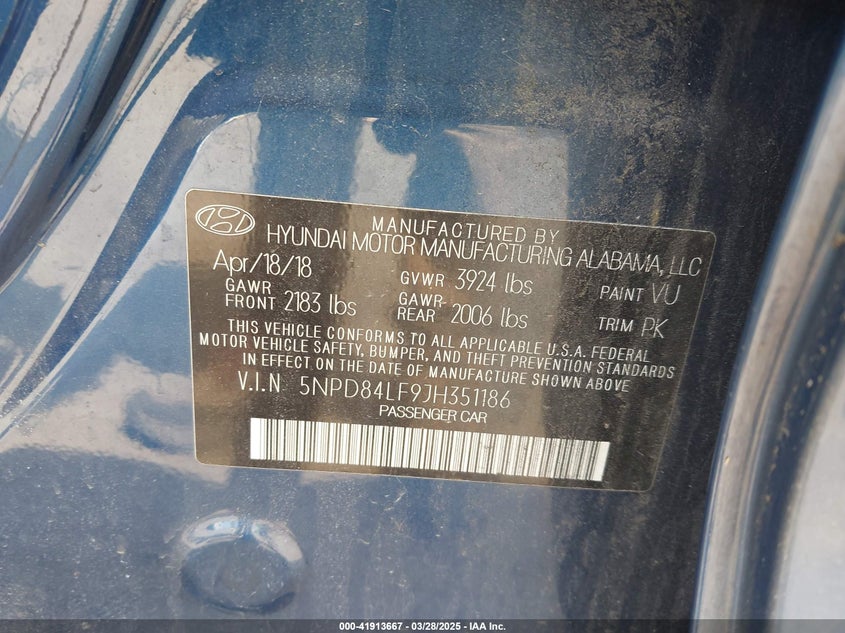 MANUFACTURED BY
HYUNDAI MOTOR MANUFACTURING ALABAMA, LLC
Apr/18/18 GVWR 3924 lbs PAINT VU
GAWR FRONT 2183 lbs GAWR- REAR 2006 lbs TRIM PK
THIS VEHICLE CONFORMS TO ALL APPLICABLE U.S.A. FEDERAL
MOTOR VEHICLE SAFETY, BUMPER, AND THEFT PREVENTION STANDARDS
IN EFFECT ON THE DATE OF MANUFACTURE SHOWN ABOVE
V.I.N 5NPD84LF9JH351186
PASSENGER CAR
000-41913667 - 03/28/2025 - IAA Inc.